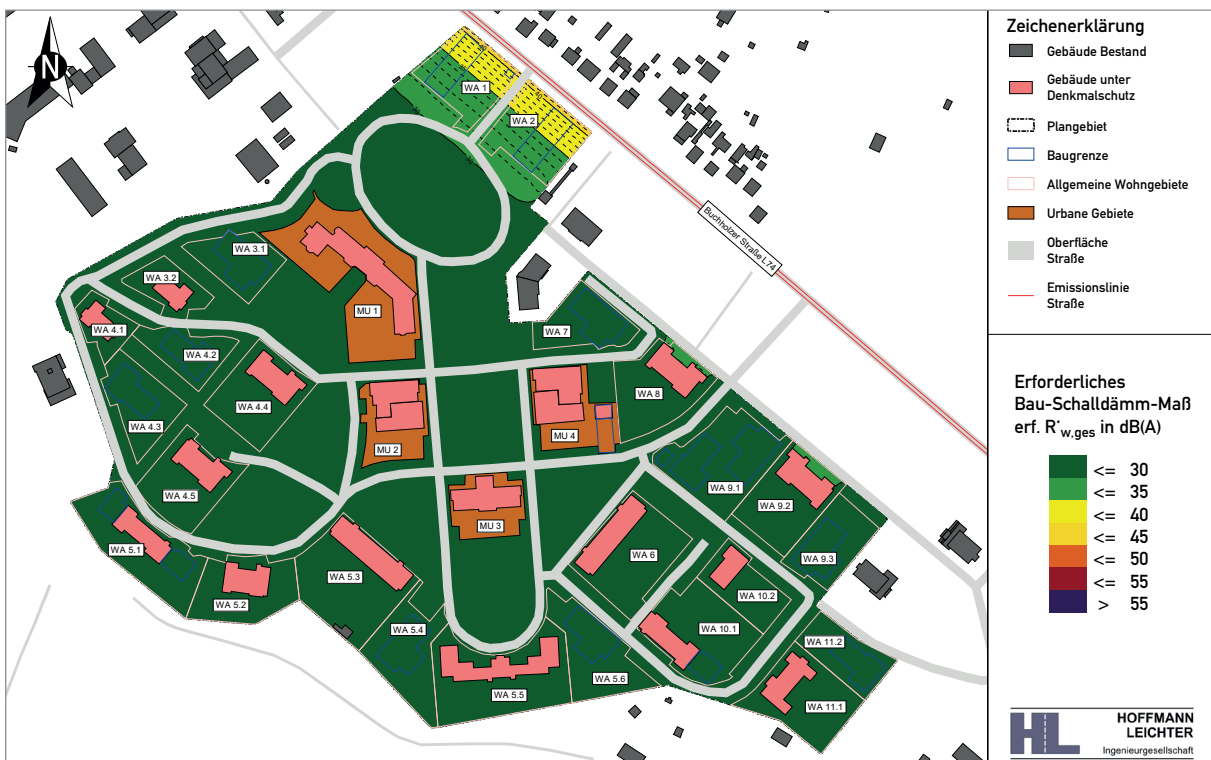 N
WA 1
WA 2
Buchholzer Straße L74
WA 3.1
WA 3.2
MU 1
WA 4.1
WA 4.2
WA 7
WA 4.3
WA 4.4
MU 2
MU 4
WA 8
WA 4.5
WA 9.1
WA 9.2
MU 3
WA 5.1
WA 5.3
WA 6
WA 9.3
WA 5.2
WA 10.2
WA 5.4
WA 10.1
WA 11.2
WA 5.5
WA 5.6
WA 11.1
Zeichenerklärung
Gebäude Bestand
Gebäude unter
Denkmalschutz
Plangebiet
Baugrenze
Allgemeine Wohngebiete
Urbane Gebiete
Oberfläche
Straße
Emissionslinie
Straße
Erforderliches
Bau-Schalldämm-Maß
erf. R'w,ges in dB(A)
<= 30
<= 35
<= 40
<= 45
<= 50
<= 55
> 55
HL
HOFFMANN
LEICHTER
Ingenieurgesellschaft